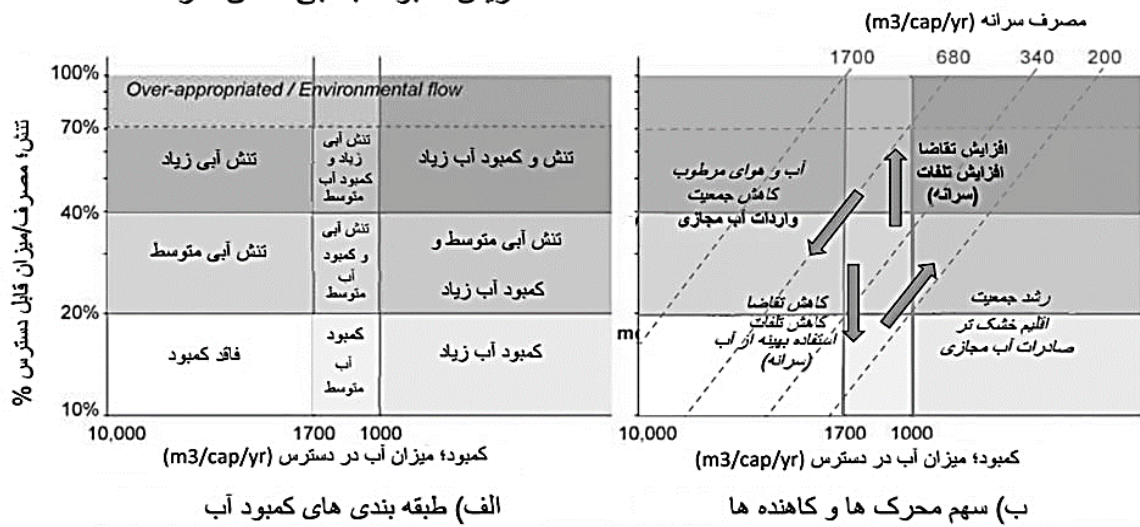 مصرف سرانه (m3/cap/yr)
تنش؛ مصرف/میزان قابل دسترس %
100%
70%
40%
20%
10%
Over-appropriated / Environmental flow
تنش آبی زیاد
تنش آبی
زیاد و
کمبود آب
متوسط
تنش و کمبود آب زیاد
تنش آبی متوسط
تنش آبی
و کمبود
آب
متوسط
تنش آبی متوسط و
کمبود آب زیاد
فاقد کمبود
کمبود
آب
متوسط
کمبود آب زیاد
10,000 1700 1000
کمبود؛ میزان آب در دسترس (m3/cap/yr)
الف) طبقه بندی های کمبود آب
1700 680 340 200
آب و هوای مرطوب
کاهش جمعیت
واردات آب مجازی
افزایش تقاضا
افزایش تلفات
(سرانه)
کاهش تقاضا
کاهش تلفات
استفاده بهینه از آب
(سرانه)
رشد جمعیت
اقلیم خشک تر
صادرات آب مجازی
10,000 1700 1000
کمبود؛ میزان آب در دسترس (m3/cap/yr)
ب) سهم محرک ها و کاهنده ها